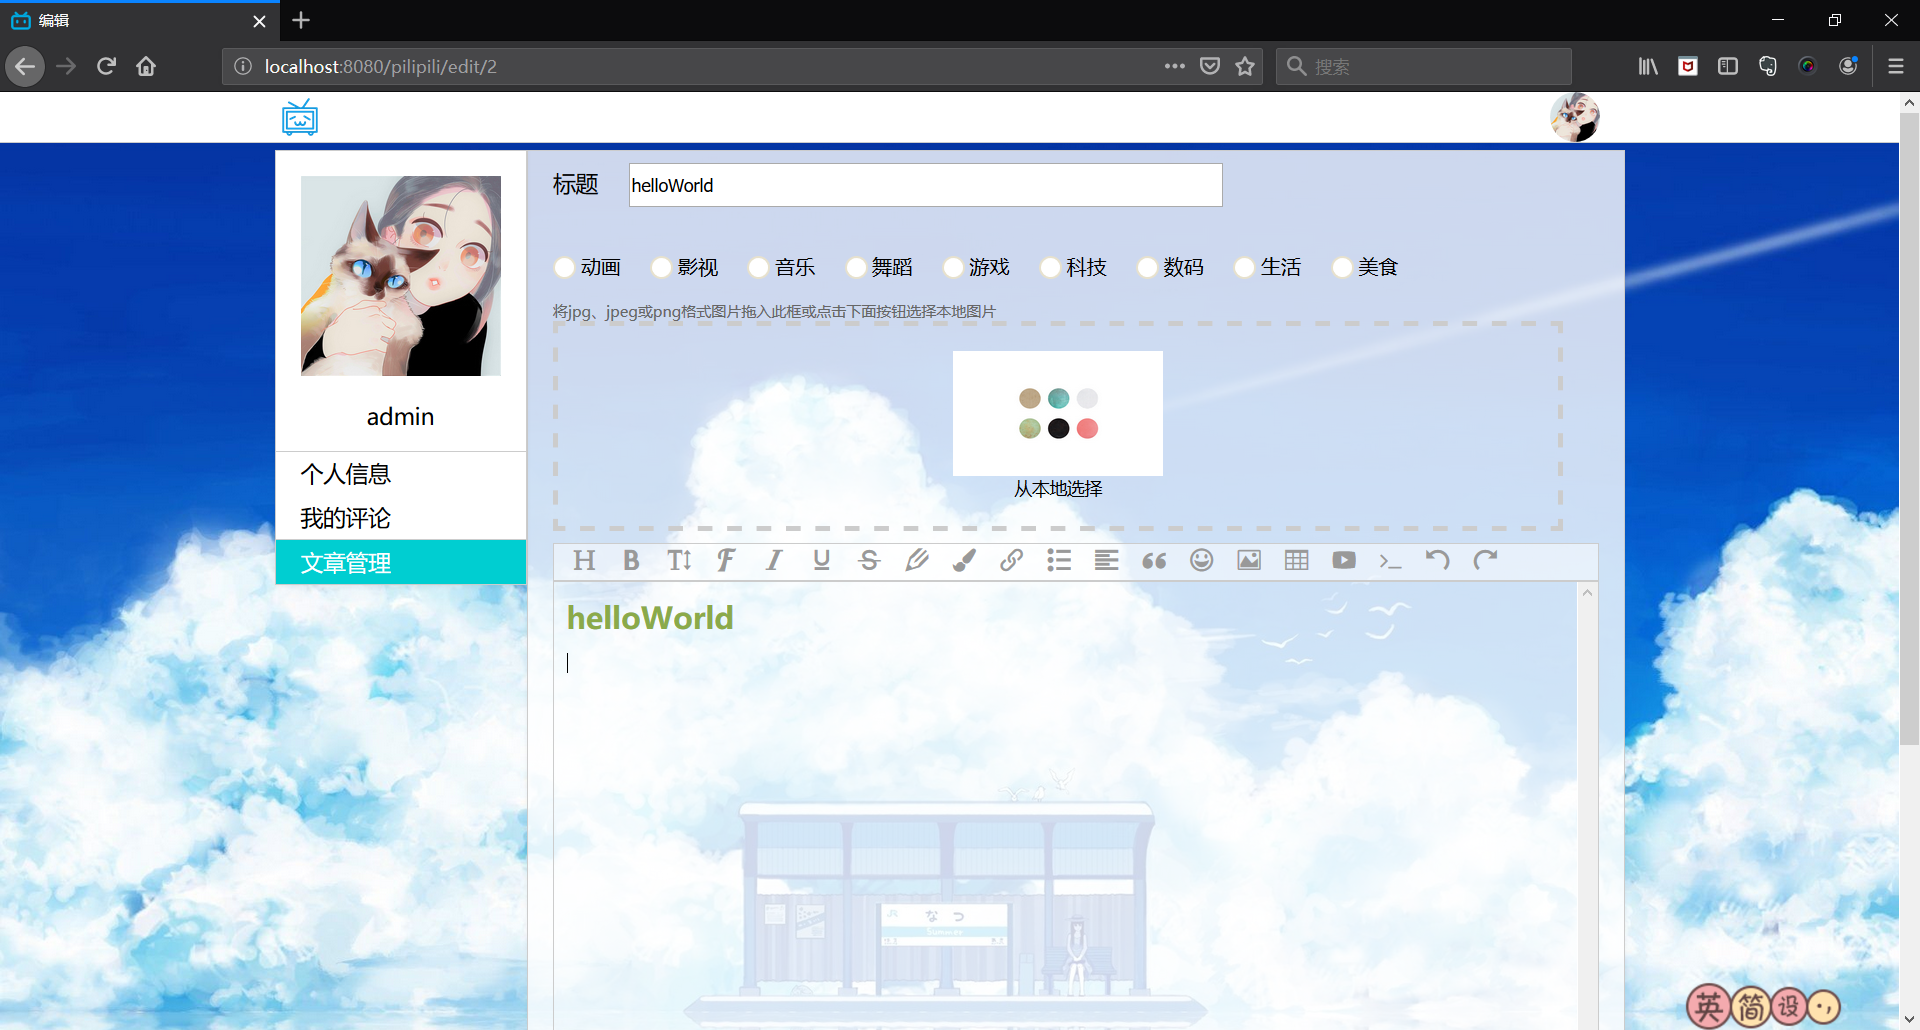 编辑
localhost:8080/pilipili/edit/2
搜索
标题 helloWorld
动画 影视 音乐 舞蹈 游戏 科技 数码 生活 美食
将jpg、jpeg或png格式图片拖入此框或点击下面按钮选择本地图片
从本地选择
admin
个人信息
我的评论
文章管理
helloWorld
JR なつ
Summer
英简设